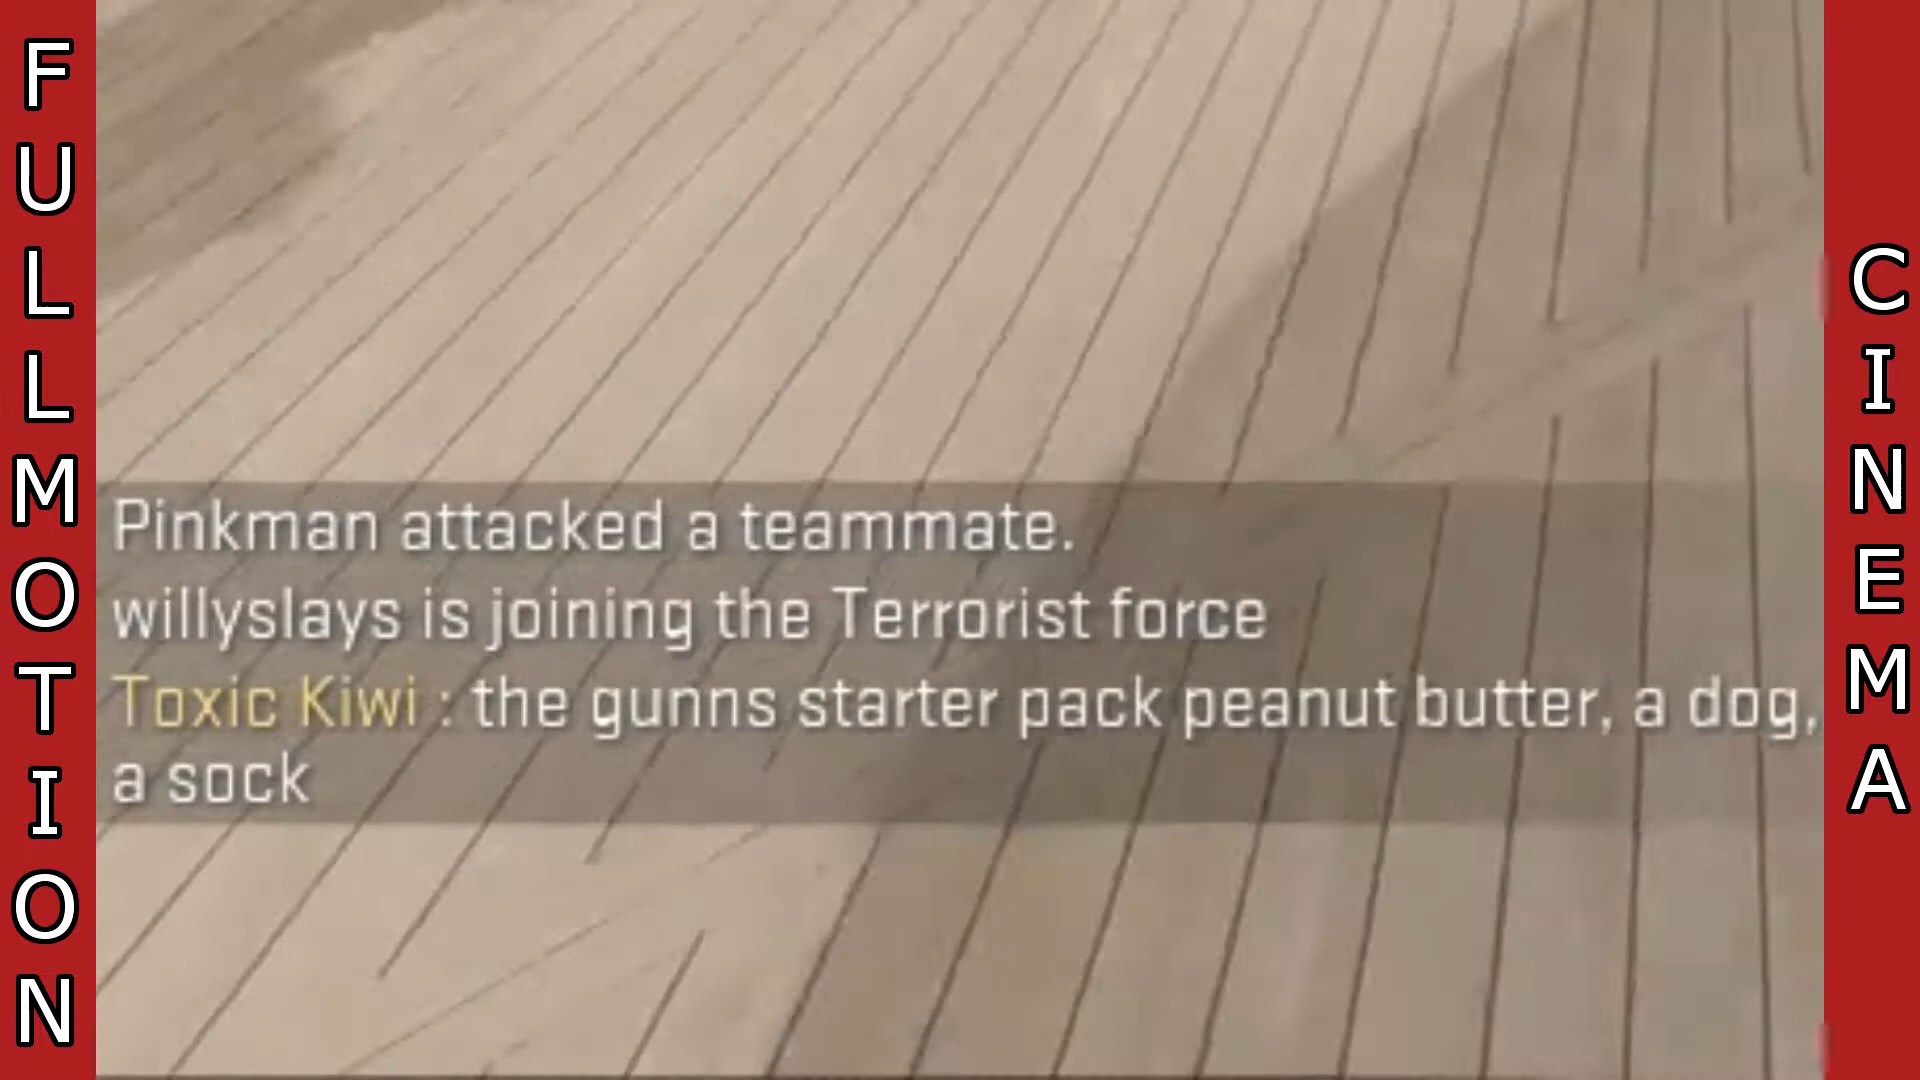 FULLMOTION
Pinkman attacked a teammate.
willyslays is joining the Terrorist force
Toxic Kiwi : the gunns starter pack peanut butter, a dog,
a sock
CINEMA